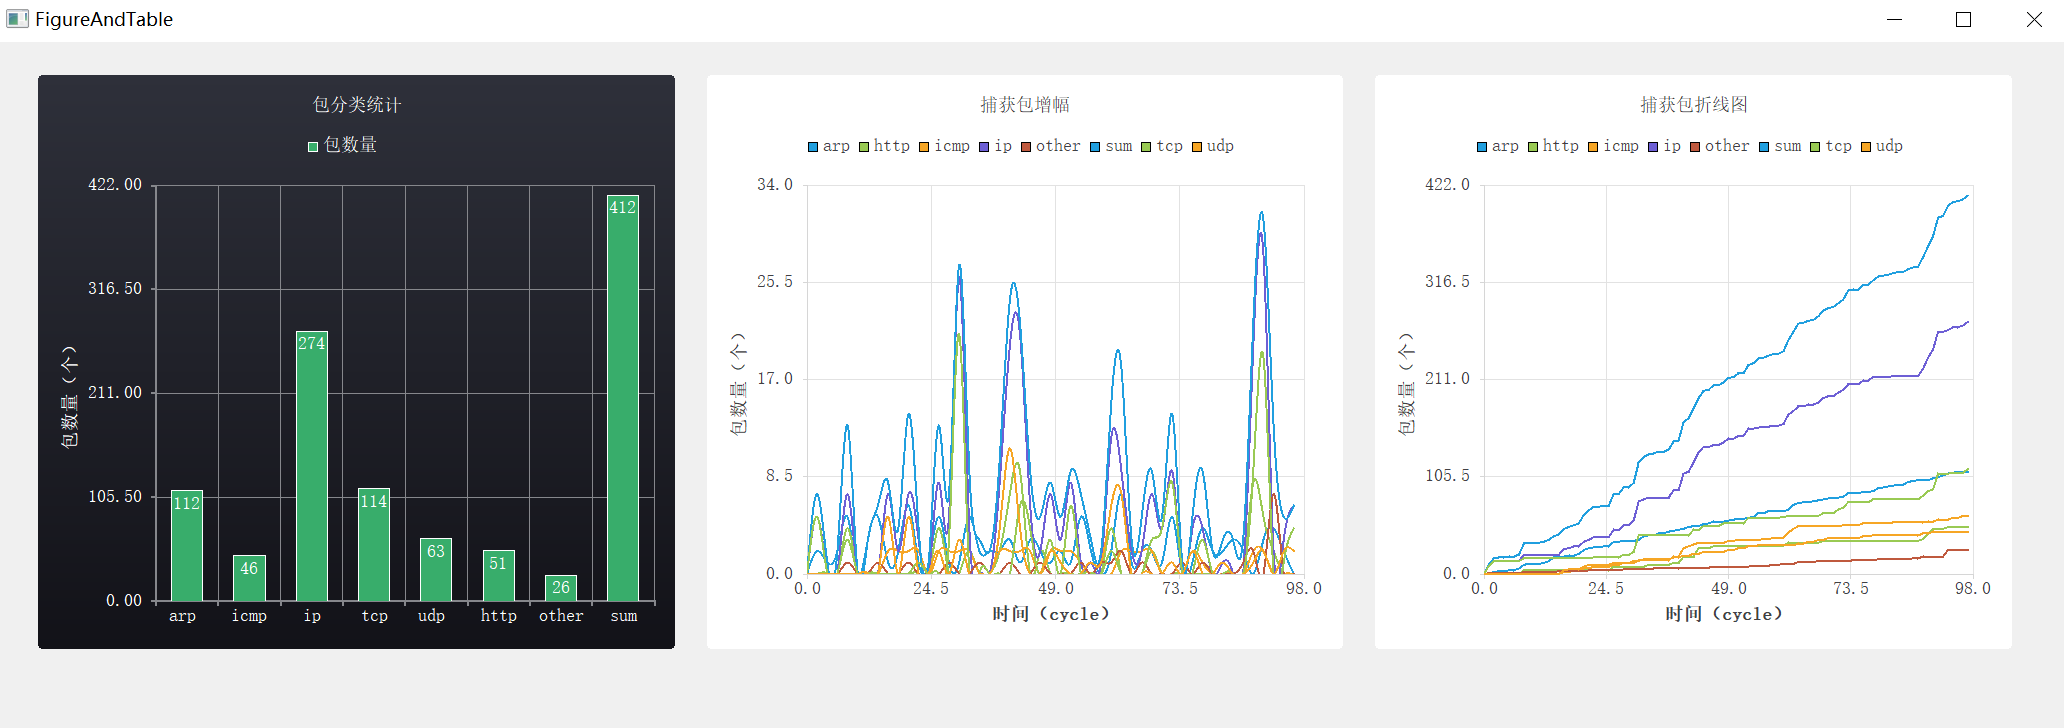 FigureAndTable
包分类统计
包数量
422.00
316.50
211.00
105.50
0.00
包数量（个）
112
46
274
114
63
51
26
412
arp icmp ip tcp udp http other sum
捕获包增幅
arp http icmp ip other sum tcp udp
34.0
25.5
17.0
8.5
0.0
包数量（个）
0.0 24.5 49.0 73.5 98.0
时间（cycle）
捕获包折线图
arp http icmp ip other sum tcp udp
422.0
316.5
211.0
105.5
0.0
包数量（个）
0.0 24.5 49.0 73.5 98.0
时间（cycle）